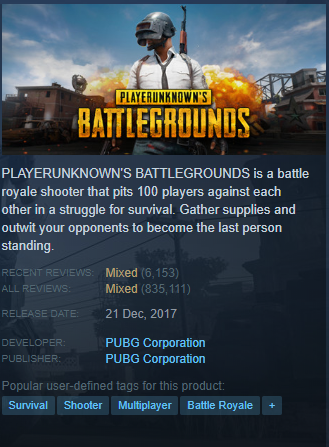 PLAYERUNKNOWN'S
BATTLEGROUNDS
PLAYERUNKNOWN'S BATTLEGROUNDS is a battle
royale shooter that pits 100 players against each
other in a struggle for survival. Gather supplies and
outwit your opponents to become the last person
standing.
RECENT REVIEWS: Mixed (6,153)
ALL REVIEWS: Mixed (835,111)
RELEASE DATE: 21 Dec, 2017
DEVELOPER: PUBG Corporation
PUBLISHER: PUBG Corporation
Popular user-defined tags for this product:
Survival Shooter Multiplayer Battle Royale +